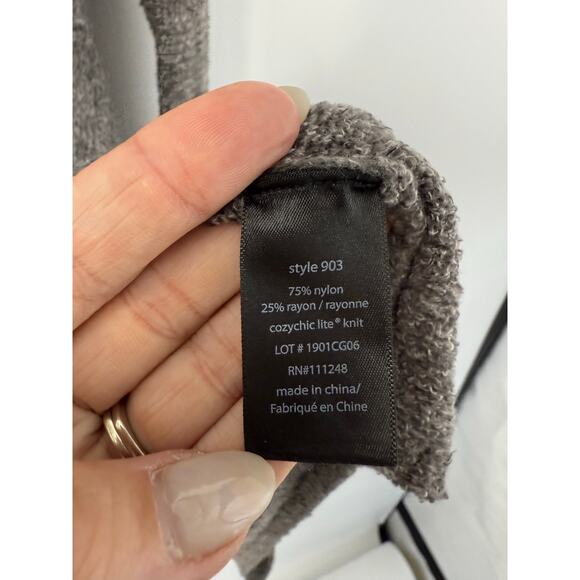 style 903
75% nylon
25% rayon / rayonne
cozychic lite® knit
LOT # 1901CG06
RN#111248
made in china/
Fabriqué en Chine